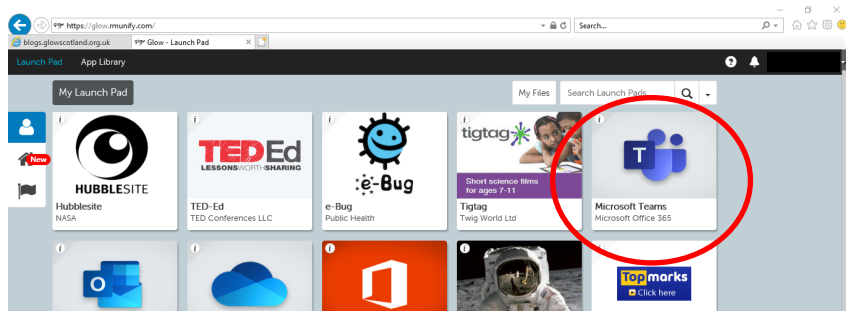 https://glow.rmunify.com/
Search...
blogs.glowscotland.org.uk
Glow - Launch Pad
Launch Pad
App Library
My Launch Pad
My Files
Search Launch Pads
New
HUBBLESITE
Hubblesite
NASA
TEDEd
LESSONS WORTH SHARING
TED-Ed
TED Conferences LLC
e-Bug
e-Bug
Public Health
tigtag
Short science films
for ages 7-11
Tigtag
Twig World Ltd
T
Microsoft Teams
Microsoft Office 365
O
Topmarks
Click here